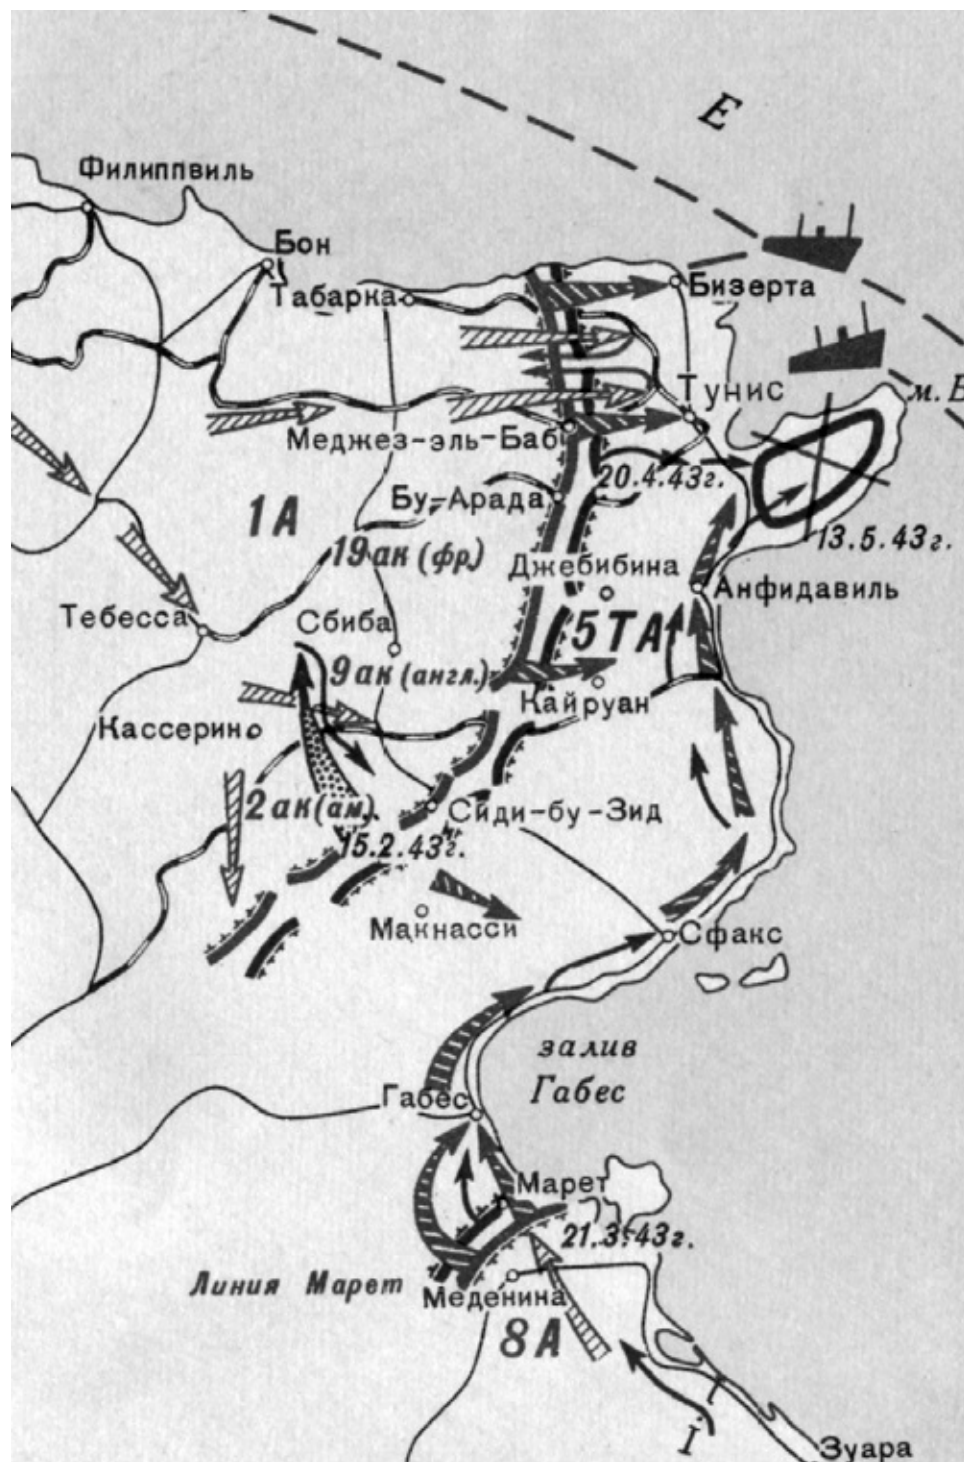 Е
Филиппвиль
Бон
Табарка
Бизерта
Тунис
м. Б
Меджез-эль-Баб
20.4.43г.
Бу-Арада
1А
13.5.43г.
19ак (фр)
Джебибина
Анфидавиль
Тебесса
Сбиба
5ТА
9ак (англ.)
Кайруан
Кассерино
2ак(ам).
Сйди-бу-Зид
15.2.43г.
Макнасси
Сфакс
залив
Габес
Габес
Марет
21.3.43г.
Линия Марет
Меденина
8А
I
Зуара